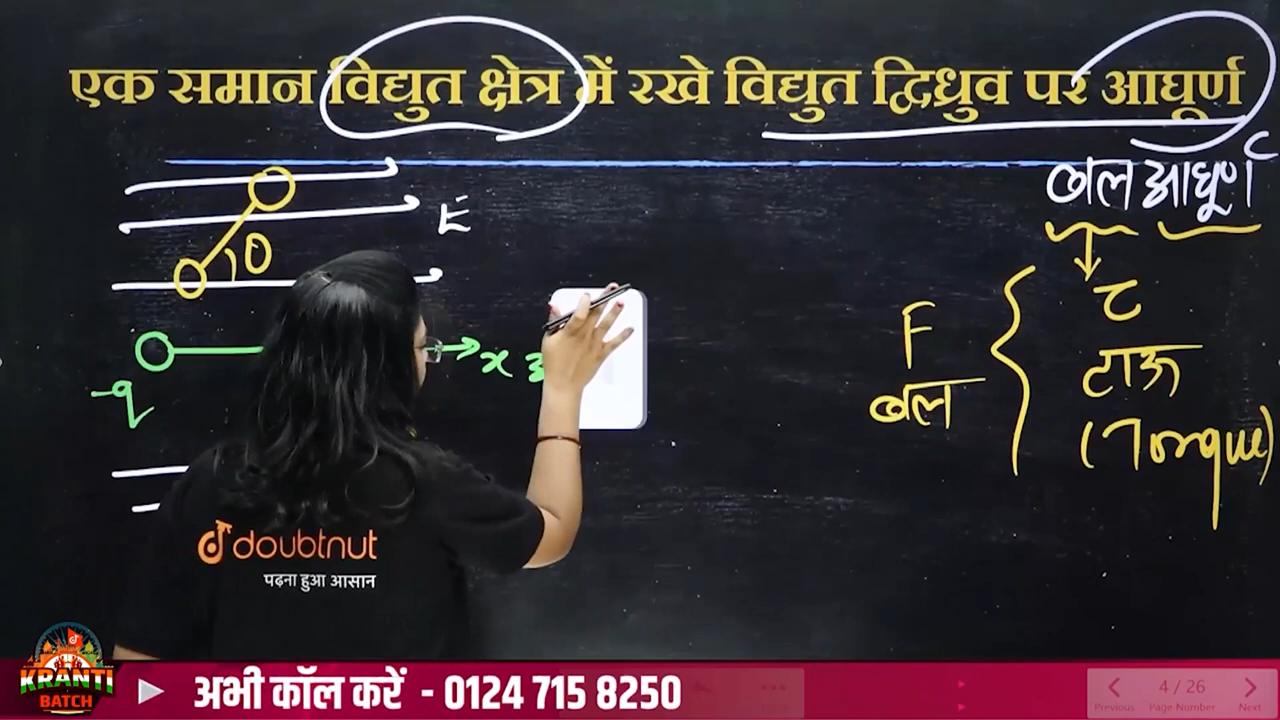 एक समान विद्युत क्षेत्र में रखे विद्युत द्विध्रुव पर आघूर्ण
बल आघूर्ण
E
θ
τ
F
टाऊ
बल
(Torque)
x
-q
doubtnut
पढ़ना हुआ आसान
KRANTI
BATCH
अभी कॉल करें - 0124 715 8250
4 / 26
Previous Page Number Next